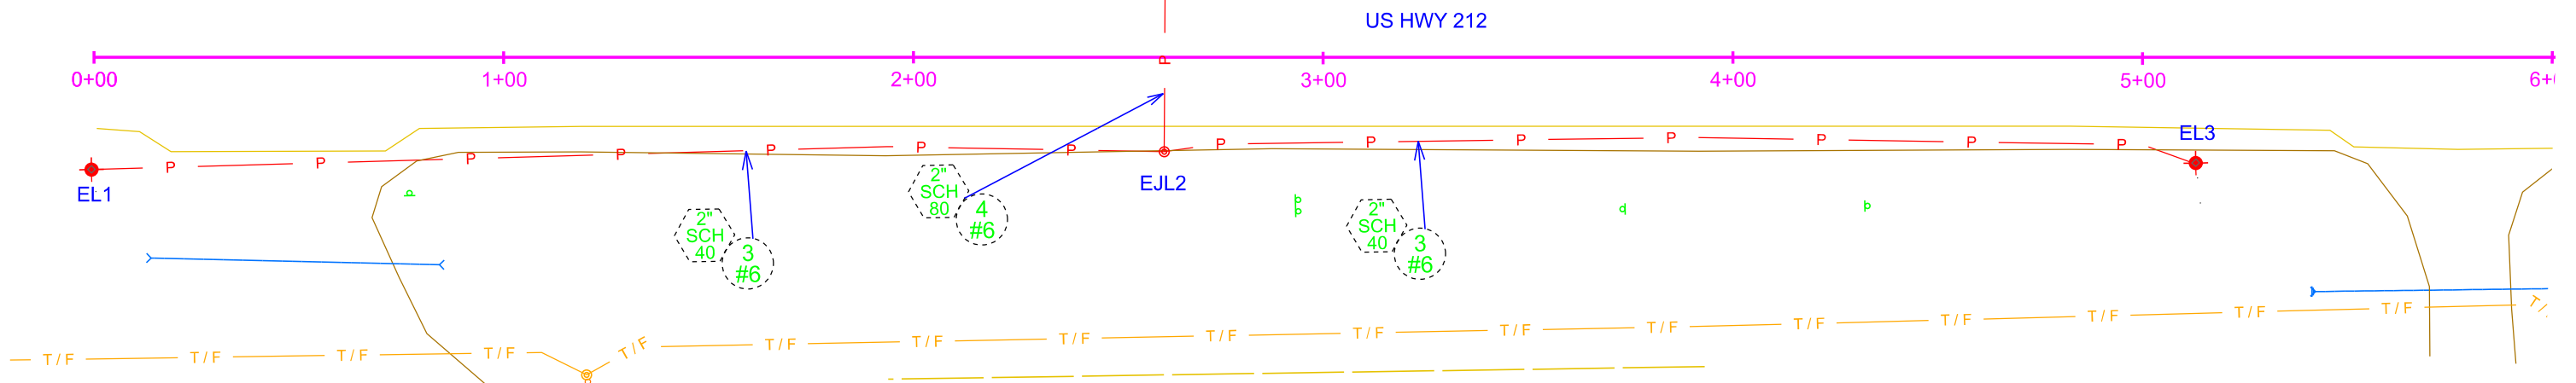 US HWY 212
P
0+00 1+00 2+00 3+00 4+00 5+00 6+
EL3
P P P P P P P P P P P P P P
EL1
EJL2
2"
SCH
80
4
#6
2"
SCH
40
3
#6
2"
SCH
40
3
#6
T/F T/F T/F T/F T/F T/F T/F T/F T/F T/F T/F T/F T/F T/F T/F T/F T/F